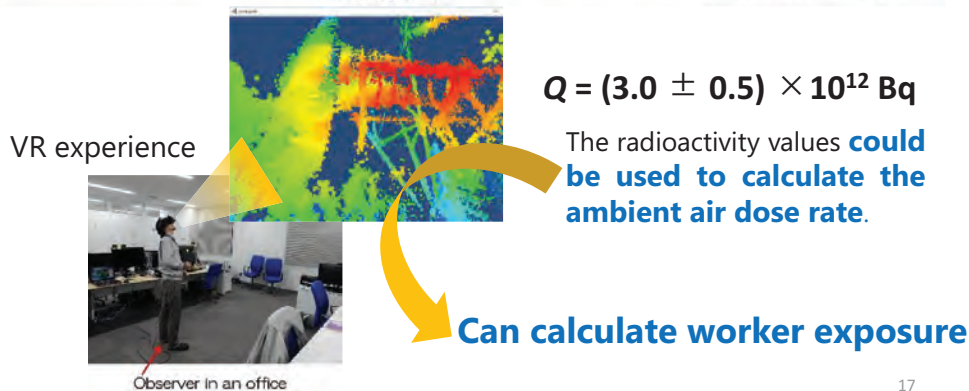 Q = (3.0 ± 0.5) ×10¹² Bq
VR experience
The radioactivity values could
be used to calculate the
ambient air dose rate.
Can calculate worker exposure
Observer in an office
17